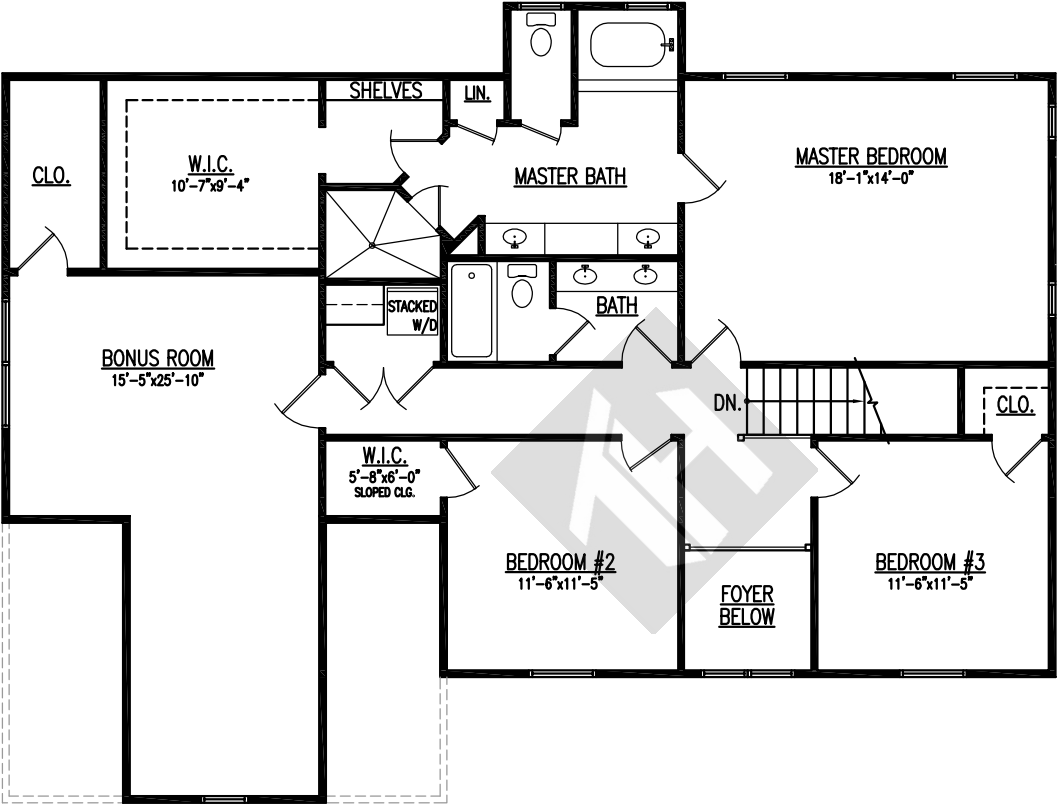 SHELVES
LIN.
CLO.
W.I.C.
10'-7"x9'-4"
MASTER BATH
MASTER BEDROOM
18'-1"x14'-0"
STACKED
W/D
BATH
BONUS ROOM
15'-5"x25'-10"
DN.
CLO.
W.I.C.
5'-8"x6'-0"
SLOPED CLG.
BEDROOM #2
11'-6"x11'-5"
FOYER
BELOW
BEDROOM #3
11'-6"x11'-5"